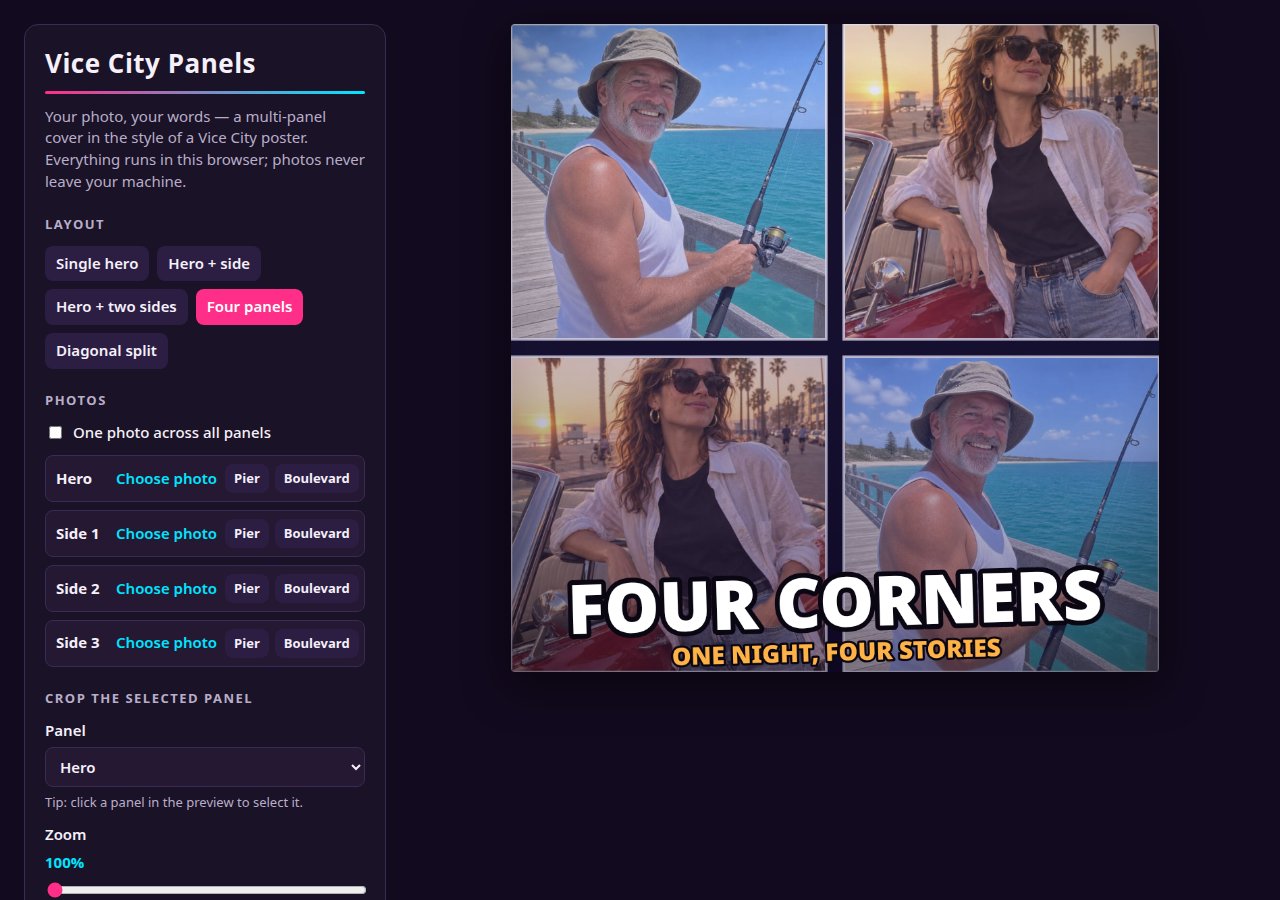 Vice City Panels
Your photo, your words — a multi-panel
cover in the style of a Vice City poster.
Everything runs in this browser; photos never
leave your machine.
LAYOUT
Single hero
Hero + side
Hero + two sides
Four panels
Diagonal split
PHOTOS
One photo across all panels
Hero Choose photo Pier Boulevard
Side 1 Choose photo Pier Boulevard
Side 2 Choose photo Pier Boulevard
Side 3 Choose photo Pier Boulevard
CROP THE SELECTED PANEL
Panel
Hero
Tip: click a panel in the preview to select it.
Zoom
100%
FOUR CORNERS
ONE NIGHT, FOUR STORIES